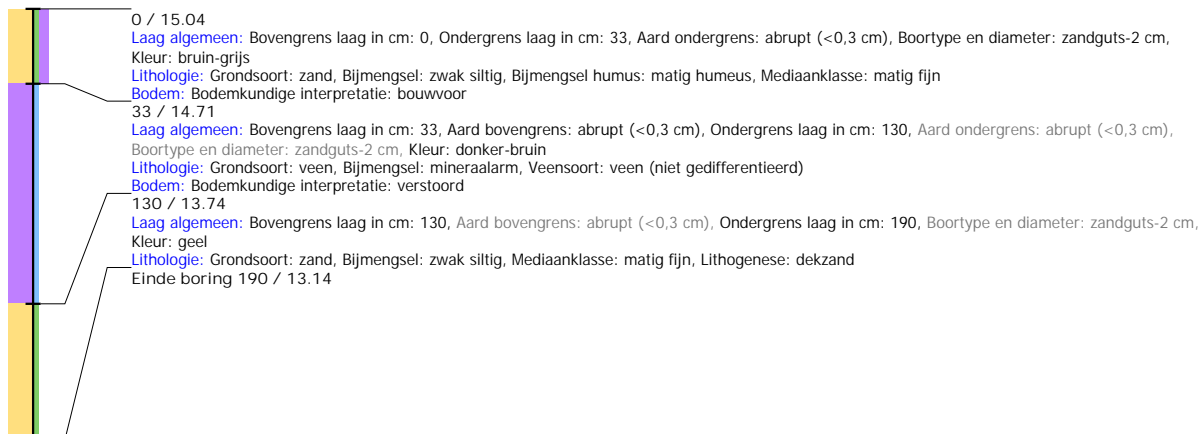 0 / 15.04
Laag algemeen: Bovengrens laag in cm: 0, Ondergrens laag in cm: 33, Aard ondergrens: abrupt (<0,3 cm), Boortype en diameter: zandguts-2 cm,
Kleur: bruin-grijs
Lithologie: Grondsoort: zand, Bijmengsel: zwak siltig, Bijmengsel humus: matig humeus, Mediaanklasse: matig fijn
Bodem: Bodemkundige interpretatie: bouwvoor
33 / 14.71
Laag algemeen: Bovengrens laag in cm: 33, Aard bovengrens: abrupt (<0,3 cm), Ondergrens laag in cm: 130, Aard ondergrens: abrupt (<0,3 cm),
Boortype en diameter: zandguts-2 cm, Kleur: donker-bruin
Lithologie: Grondsoort: veen, Bijmengsel: mineraalarm, Veensoort: veen (niet gedifferentieerd)
Bodem: Bodemkundige interpretatie: verstoord
130 / 13.74
Laag algemeen: Bovengrens laag in cm: 130, Aard bovengrens: abrupt (<0,3 cm), Ondergrens laag in cm: 190, Boortype en diameter: zandguts-2 cm,
Kleur: geel
Lithologie: Grondsoort: zand, Bijmengsel: zwak siltig, Mediaanklasse: matig fijn, Lithogenese: dekzand
Einde boring 190 / 13.14